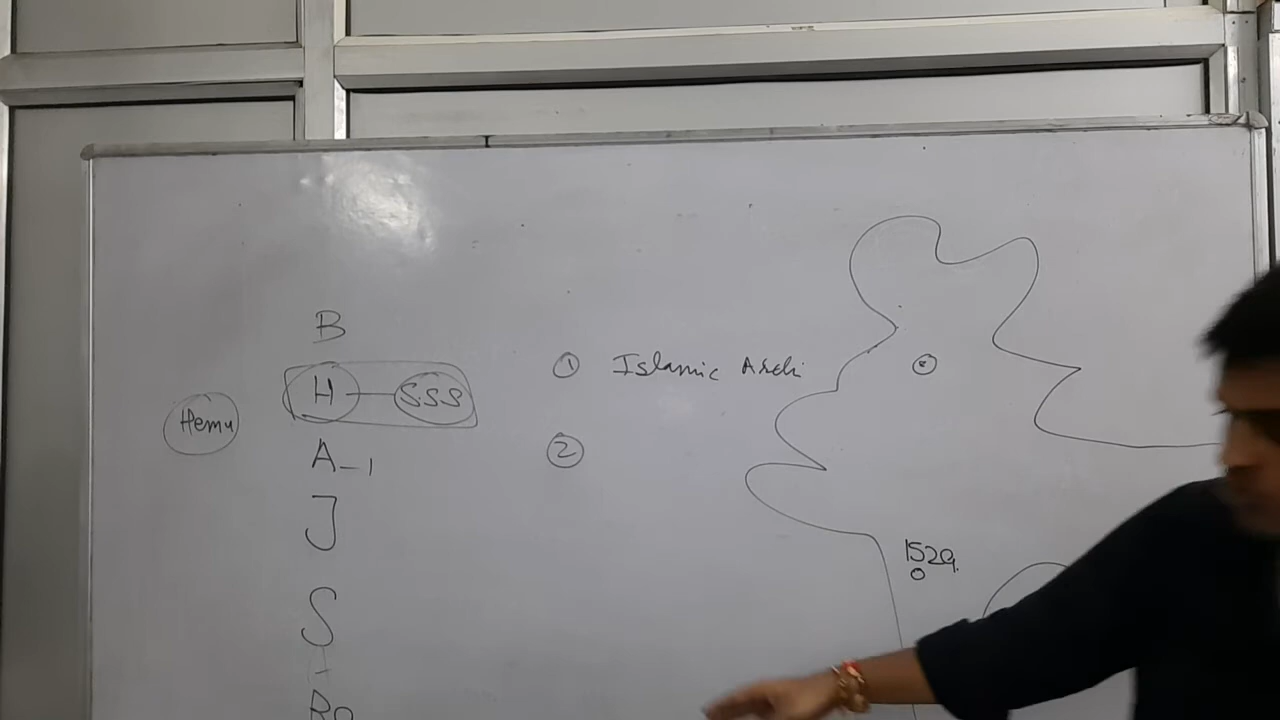 B
H SSS
Hemu
A-1
J
S
① Islamic Archi
②
1529